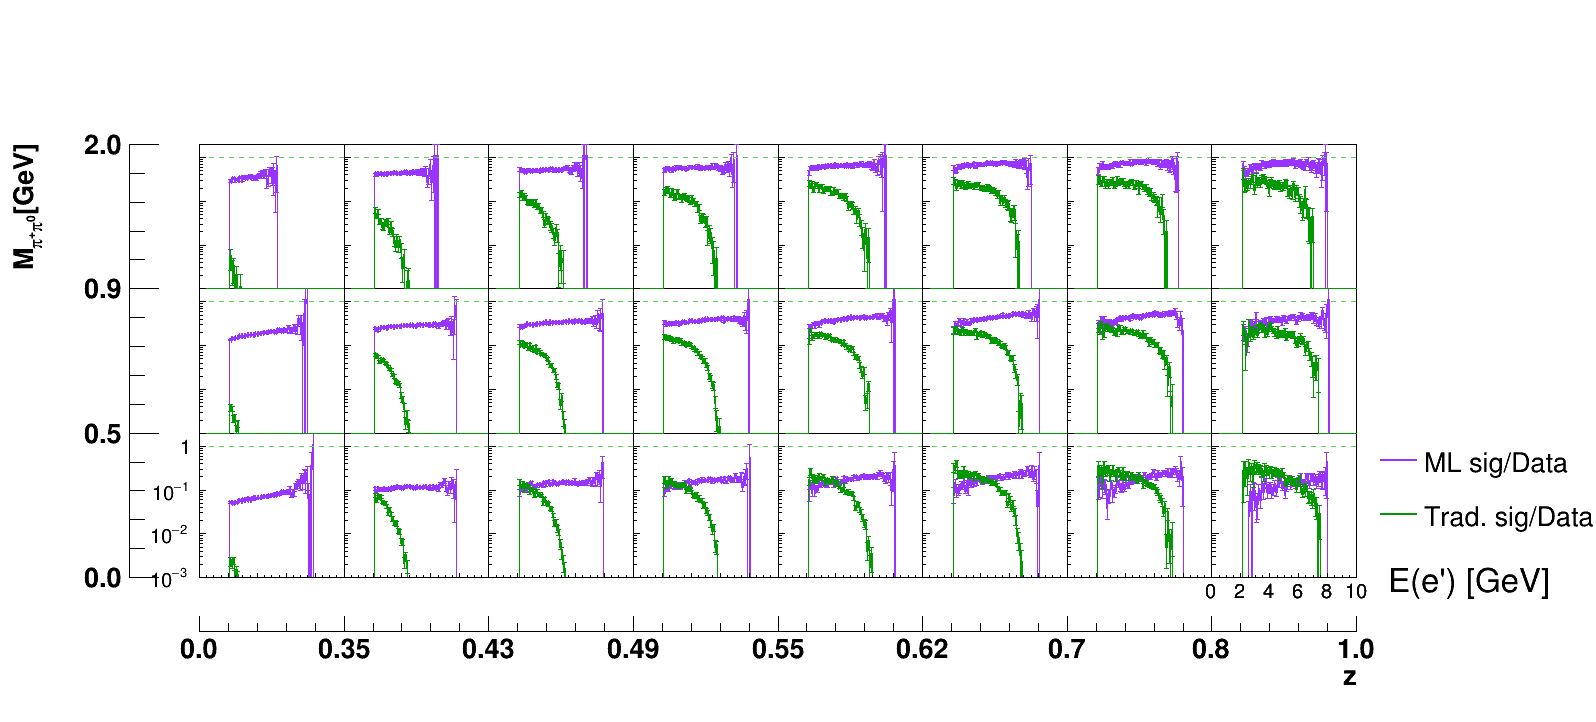 M π⁺π⁰ [GeV]
2.0
0.9
0.5
0.0
1
10⁻¹
10⁻²
10⁻³
ML sig/Data
Trad. sig/Data
0 2 4 6 8 10
E(e') [GeV]
0.0 0.35 0.43 0.49 0.55 0.62 0.7 0.8 1.0
z